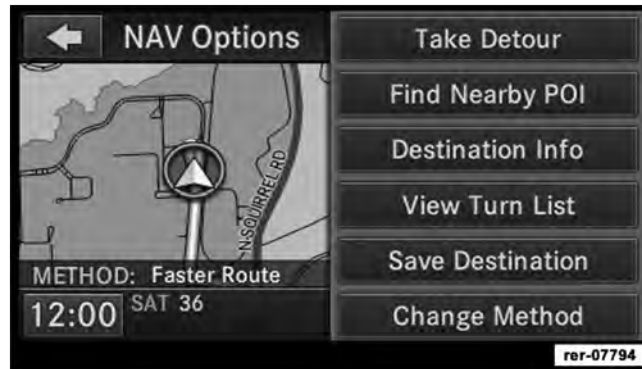 NAV Options
N-SQUIRREL RD
METHOD: Faster Route
12:00 SAT 36
Take Detour
Find Nearby POI
Destination Info
View Turn List
Save Destination
Change Method
rer-07794